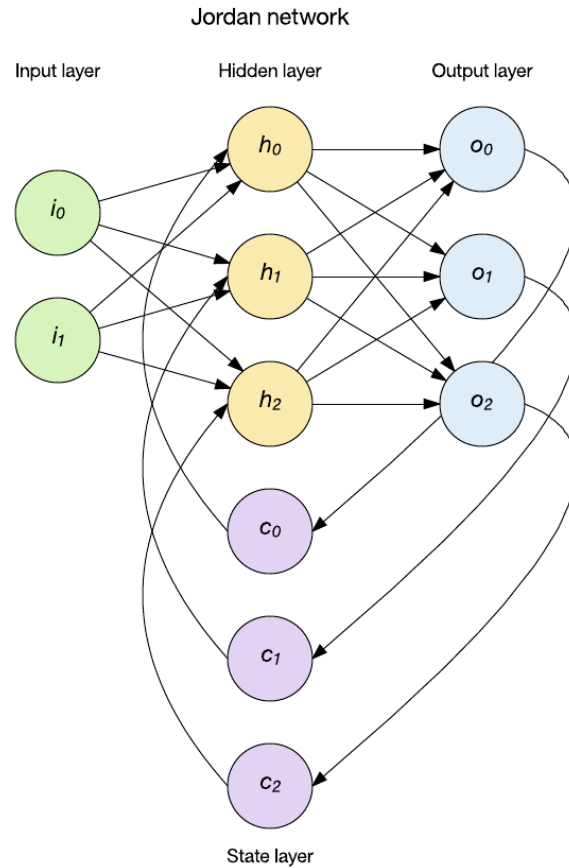 Jordan network
Input layer
Hidden layer
Output layer
i0
i1
h0
h1
h2
o0
o1
o2
c0
c1
c2
State layer